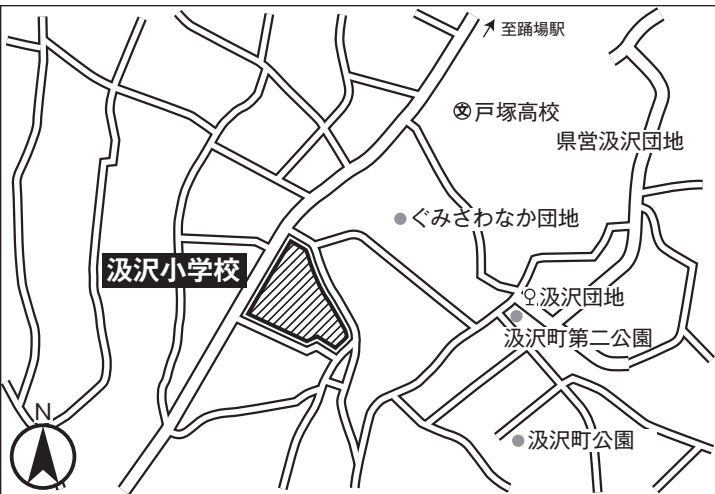 至踊場駅
文
戸塚高校
県営汲沢団地
ぐみさわなか団地
汲沢小学校
汲沢団地
汲沢町第二公園
N
汲沢町公園